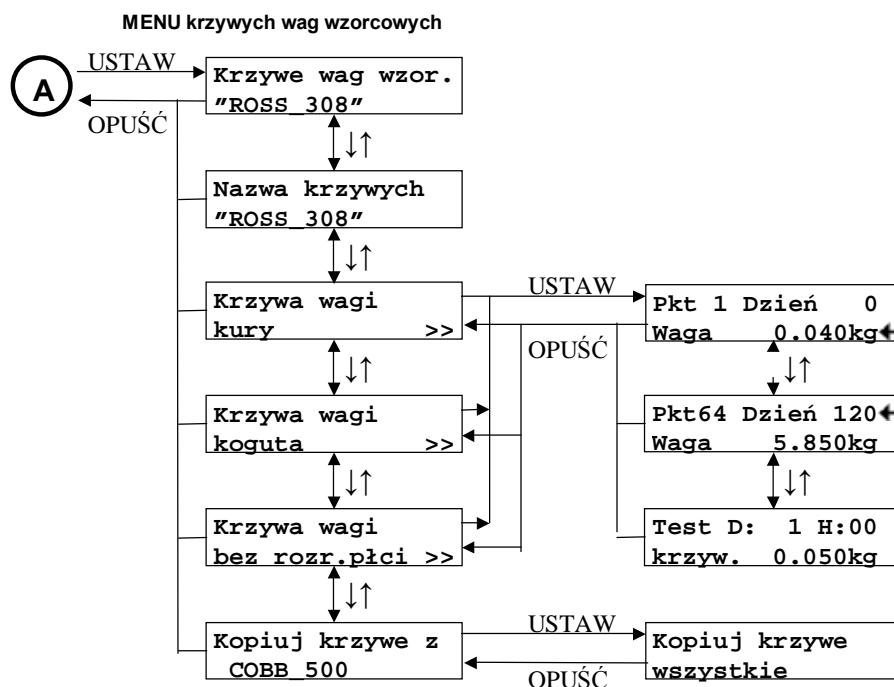 MENU krzywych wag wzorcowych
A
USTAW
OPUŚĆ
Krzywe wag wzor.
"ROSS_308"
↓↑
Nazwa krzywych
"ROSS_308"
↓↑
Krzywa wagi
kury >>
USTAW
OPUŚĆ
Pkt 1 Dzień 0
Waga 0.040kg←
↓↑
↓↑
Krzywa wagi
koguta >>
Pkt64 Dzień 120←
Waga 5.850kg
↓↑
↓↑
Krzywa wagi
bez rozr.płci >>
Test D: 1 H:00
krzyw. 0.050kg
↓↑
Kopiuj krzywe z
COBB_500
USTAW
OPUŚĆ
Kopiuj krzywe
wszystkie